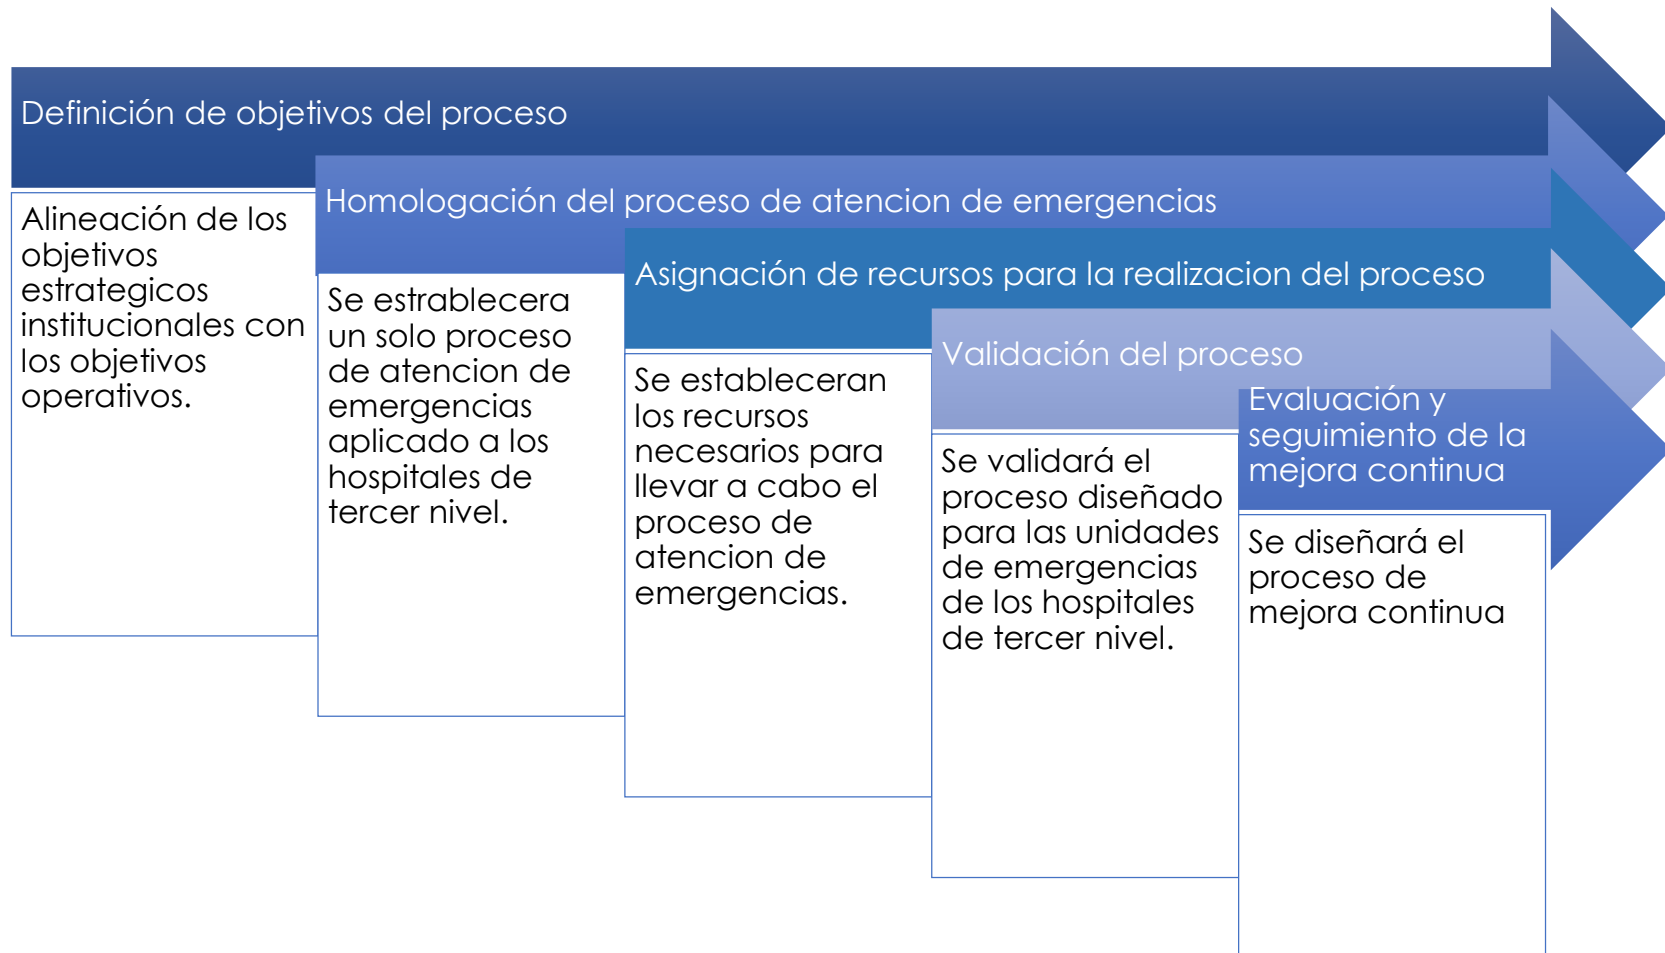 Definición de objetivos del proceso
Alineación de los
objetivos
estrategicos
institucionales con
los objetivos
operativos.
Homologación del proceso de atencion de emergencias
Se estrablecera
un solo proceso
de atencion de
emergencias
aplicado a los
hospitales de
tercer nivel.
Asignación de recursos para la realizacion del proceso
Se estableceran
los recursos
necesarios para
llevar a cabo el
proceso de
atencion de
emergencias.
Validación del proceso
Se validará el
proceso diseñado
para las unidades
de emergencias
de los hospitales
de tercer nivel.
Evaluación y
seguimiento de la
mejora continua
Se diseñará el
proceso de
mejora continua